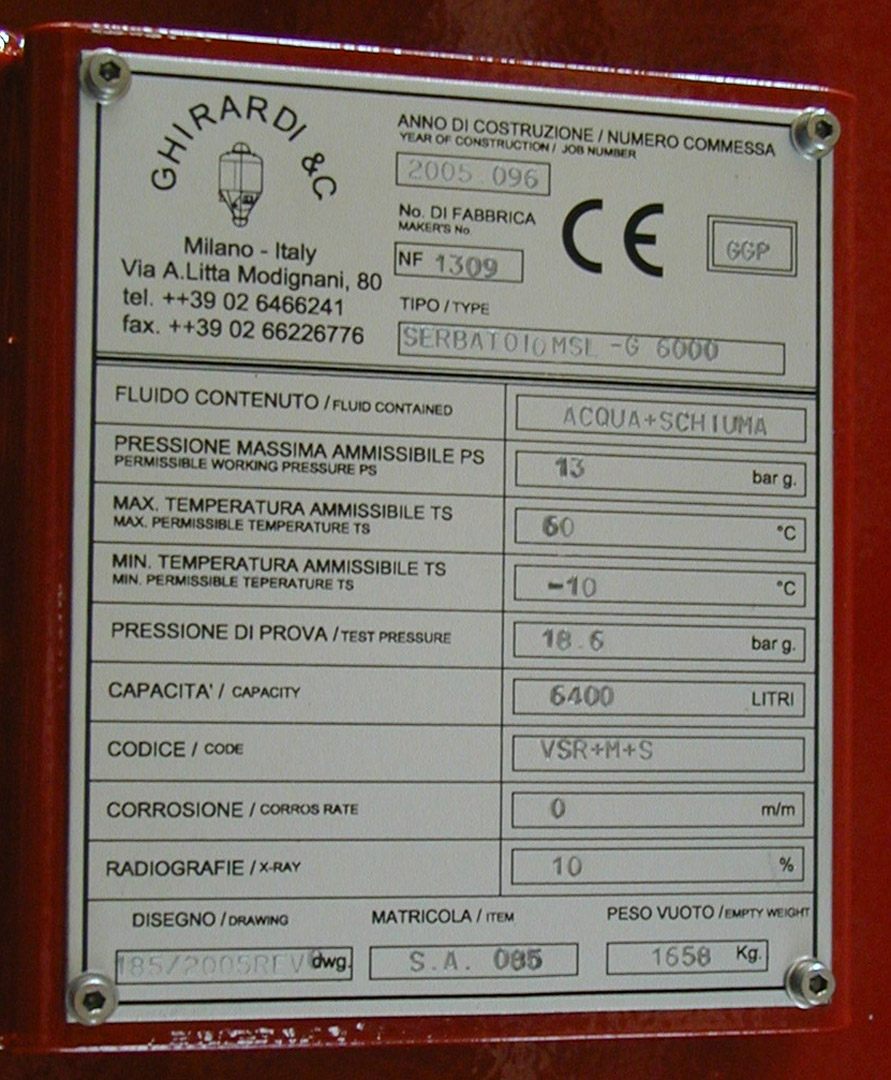 GHIRARDI & C
Milano - Italy
Via A.Litta Modignani, 80
tel. ++39 02 6466241
fax. ++39 02 66226776
ANNO DI COSTRUZIONE / NUMERO COMMESSA
YEAR OF CONSTRUCTION / JOB NUMBER
2005.096
No. DI FABBRICA
MAKER'S No.
NF 1309
CE
GGP
TIPO / TYPE
SERBATOIO MSL -G 6000
FLUIDO CONTENUTO / FLUID CONTAINED ACQUA+SCHIUMA
PRESSIONE MASSIMA AMMISSIBILE PS
PERMISSIBLE WORKING PRESSURE PS
13 bar g.
MAX. TEMPERATURA AMMISSIBILE TS
MAX. PERMISSIBLE TEMPERATURE TS
60 °C
MIN. TEMPERATURA AMMISSIBILE TS
MIN. PERMISSIBLE TEPERATURE TS
-10 °C
PRESSIONE DI PROVA / TEST PRESSURE 18.6 bar g.
CAPACITA' / CAPACITY 6400 LITRI
CODICE / CODE VSR+M+S
CORROSIONE / CORROS RATE 0 m/m
RADIOGRAFIE / X-RAY 10 %
DISEGNO / DRAWING
185/2005REV0 dwg.
MATRICOLA / ITEM
S.A. 085
PESO VUOTO / EMPTY WEIGHT
1658 Kg.